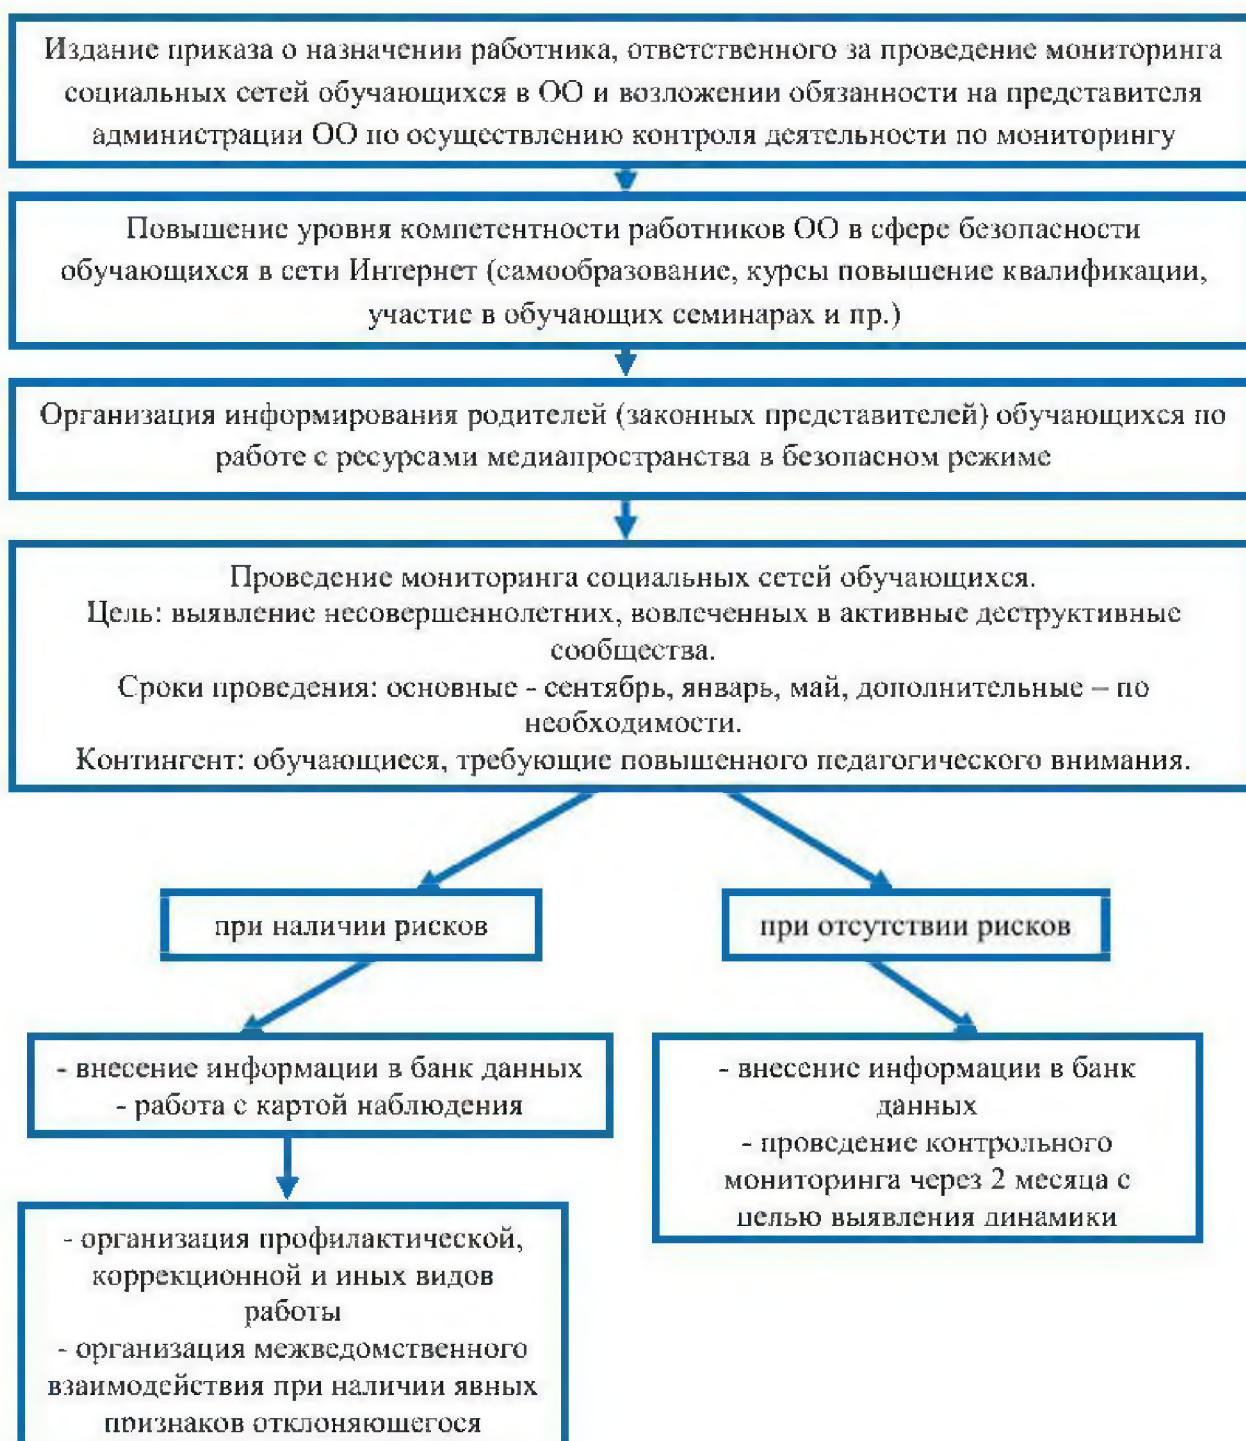 Издание приказа о назначении работника, ответственного за проведение мониторинга
социальных сетей обучающихся в ОО и возложении обязанности на представителя
администрации ОО по осуществлению контроля деятельности по мониторингу
Повышение уровня компетентности работников ОО в сфере безопасности
обучающихся в сети Интернет (самообразование, курсы повышение квалификации,
участие в обучающих семинарах и пр.)
Организация информирования родителей (законных представителей) обучающихся по
работе с ресурсами медиапространства в безопасном режиме
Проведение мониторинга социальных сетей обучающихся.
Цель: выявление несовершеннолетних, вовлеченных в активные деструктивные
сообщества.
Сроки проведения: основные - сентябрь, январь, май, дополнительные – по
необходимости.
Контингент: обучающиеся, требующие повышенного педагогического внимания.
при наличии рисков
при отсутствии рисков
- внесение информации в банк данных
- работа с картой наблюдения
- внесение информации в банк
данных
- проведение контрольного
мониторинга через 2 месяца с
целью выявления динамики
- организация профилактической,
коррекционной и иных видов
работы
- организация межведомственного
взаимодействия при наличии явных
признаков отклоняющегося